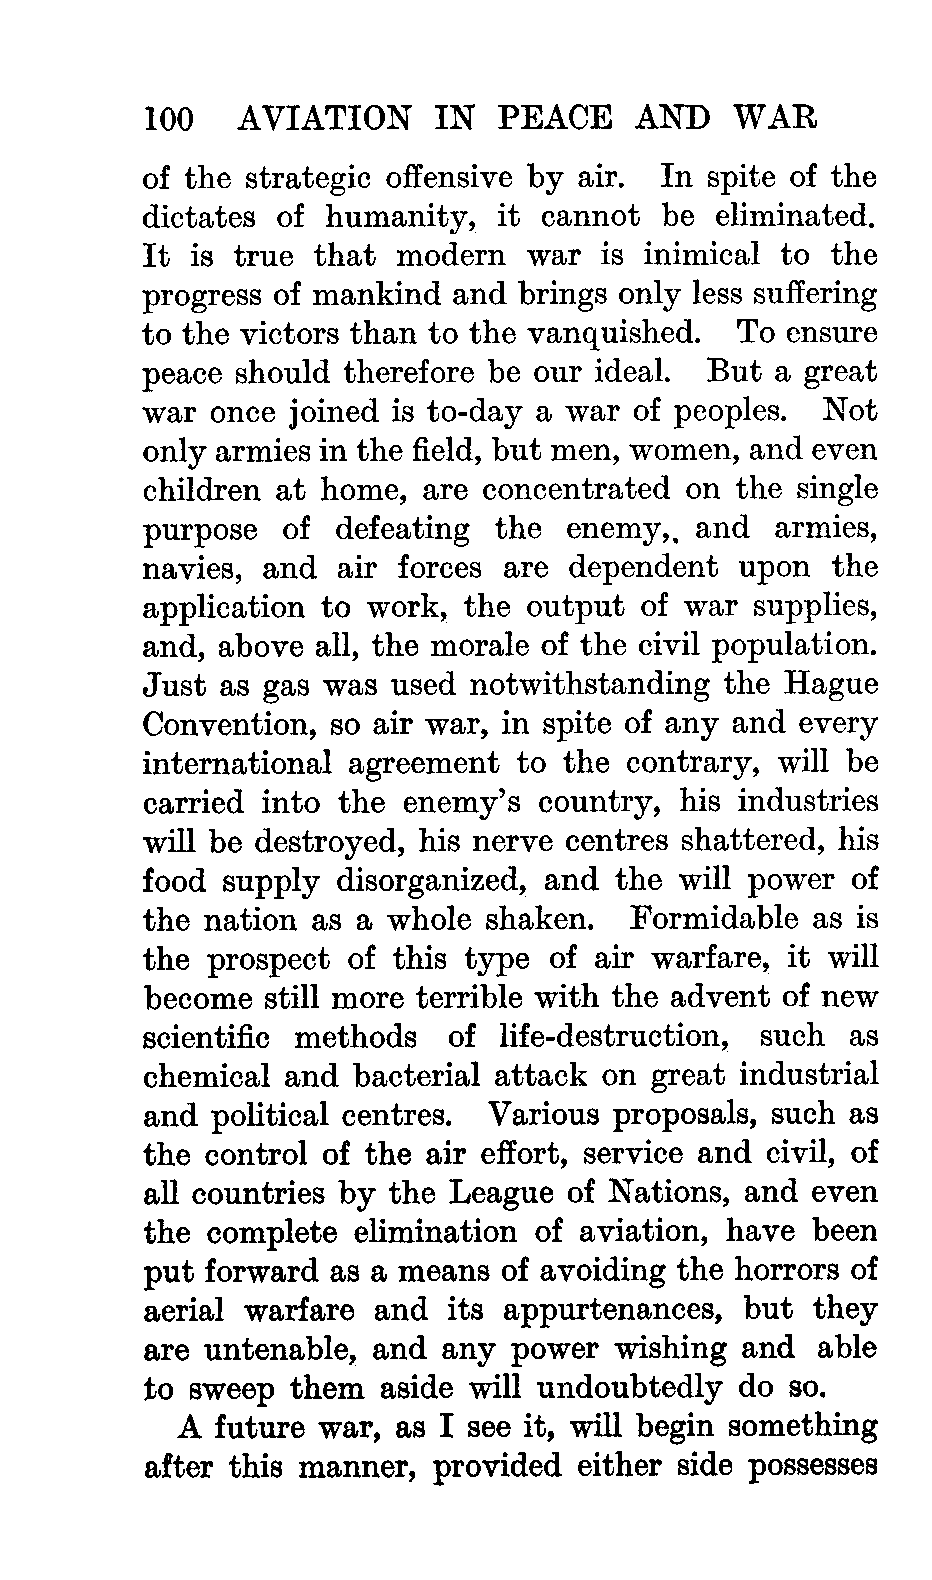 100 AVIATION IN PEACE AND WAR
of the strategic offensive by air. In spite of the
dictates of humanity, it cannot be eliminated.
It is true that modern war is inimical to the
progress of mankind and brings only less suffering
to the victors than to the vanquished. To ensure
peace should therefore be our ideal. But a great
war once joined is to-day a war of peoples. Not
only armies in the field, but men, women, and even
children at home, are concentrated on the single
purpose of defeating the enemy,. and armies,
navies, and air forces are dependent upon the
application to work, the output of war supplies,
and, above all, the morale of the civil population.
Just as gas was used notwithstanding the Hague
Convention, so air war, in spite of any and every
international agreement to the contrary, will be
carried into the enemy's country, his industries
will be destroyed, his nerve centres shattered, his
food supply disorganized, and the will power of
the nation as a whole shaken. Formidable as is
the prospect of this type of air warfare, it will
become still more terrible with the advent of new
scientific methods of life-destruction, such as
chemical and bacterial attack on great industrial
and political centres. Various proposals, such as
the control of the air effort, service and civil, of
all countries by the League of Nations, and even
the complete elimination of aviation, have been
put forward as a means of avoiding the horrors of
aerial warfare and its appurtenances, but they
are untenable, and any power wishing and able
to sweep them aside will undoubtedly do so.
A future war, as I see it, will begin something
after this manner, provided either side possesses